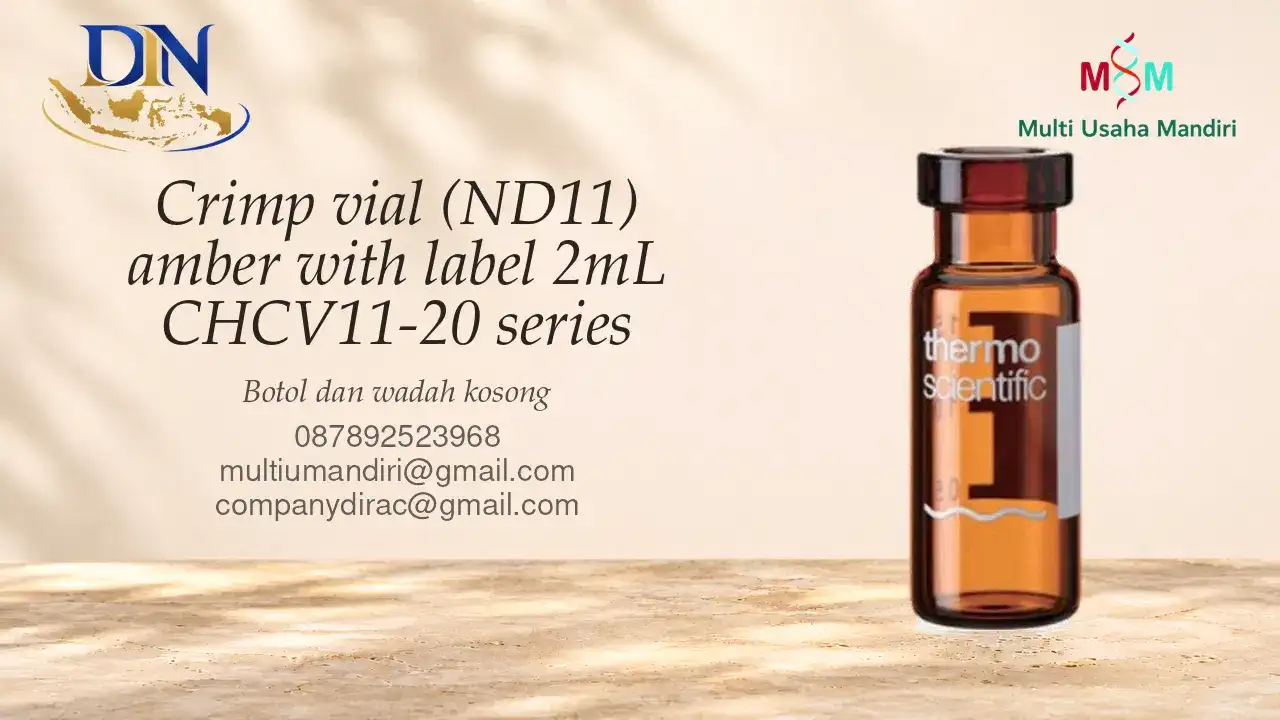 DIN
M M
Multi Usaha Mandiri
Crimp vial (ND11)
amber with label 2mL
CHCV11-20 series
Botol dan wadah kosong
087892523968
multiumandiri@gmail.com
companydirac@gmail.com
thermo
scientific